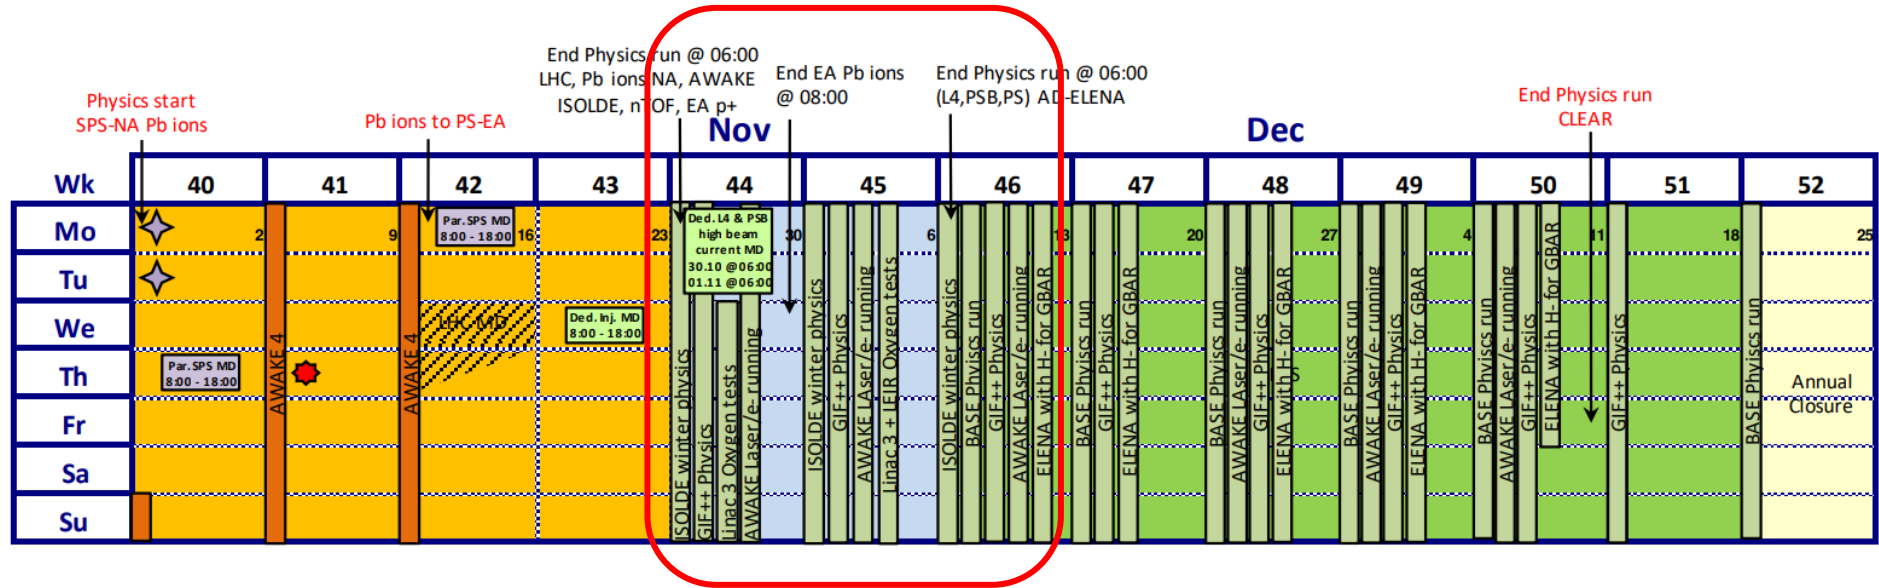 End Physics run @ 06:00
LHC, Pb ions NA, AWAKE
ISOLDE, nTOF, EA p+
End EA Pb ions
@ 08:00
End Physics run @ 06:00
(L4,PSB,PS) AD-ELENA
Physics start
SPS-NA Pb ions
Pb ions to PS-EA
End Physics run
CLEAR
Nov
Dec
Wk 40 41 42 43 44 45 46 47 48 49 50 51 52
Mo 2 9 16 23 30 6 13 20 27 4 11 18 25
Tu
We
Th
Fr
Sa
Su
Par. SPS MD
8:00 - 18:00
AWAKE 4
AWAKE 4
Par. SPS MD
8:00 - 18:00
LHC MD
Ded. Inj. MD
8:00 - 18:00
Ded. L4 & PSB
high beam
current MD
30.10 @06:00
01.11 @06:00
ISOLDE winter physics
GIF++ Physics
Linac 3 Oxygen tests
AWAKE Laser/e- running
ISOLDE winter physics
GIF++ Physics
AWAKE LAser/e- running
Linac 3 + LEIR Oxygen tests
ISOLDE winter physics
BASE Physics run
GIF++ Physics
AWAKE LAser/e- running
ELENA with H- for GBAR
BASE Phyiscs run
GIF++ Physics
ELENA with H- for GBAR
BASE Phyiscs run
AWAKE LAser/e- running
GIF++ Physics
ELENA with H- for GBAR
BASE Phyiscs run
AWAKE LAser/e- running
GIF++ Physics
ELENA with H- for GBAR
BASE Phyiscs run
AWAKE LAser/e- running
GIF++ Physics
ELENA with H- for GBAR
GIF++ Physics
BASE Phyiscs run
Annual
Closure